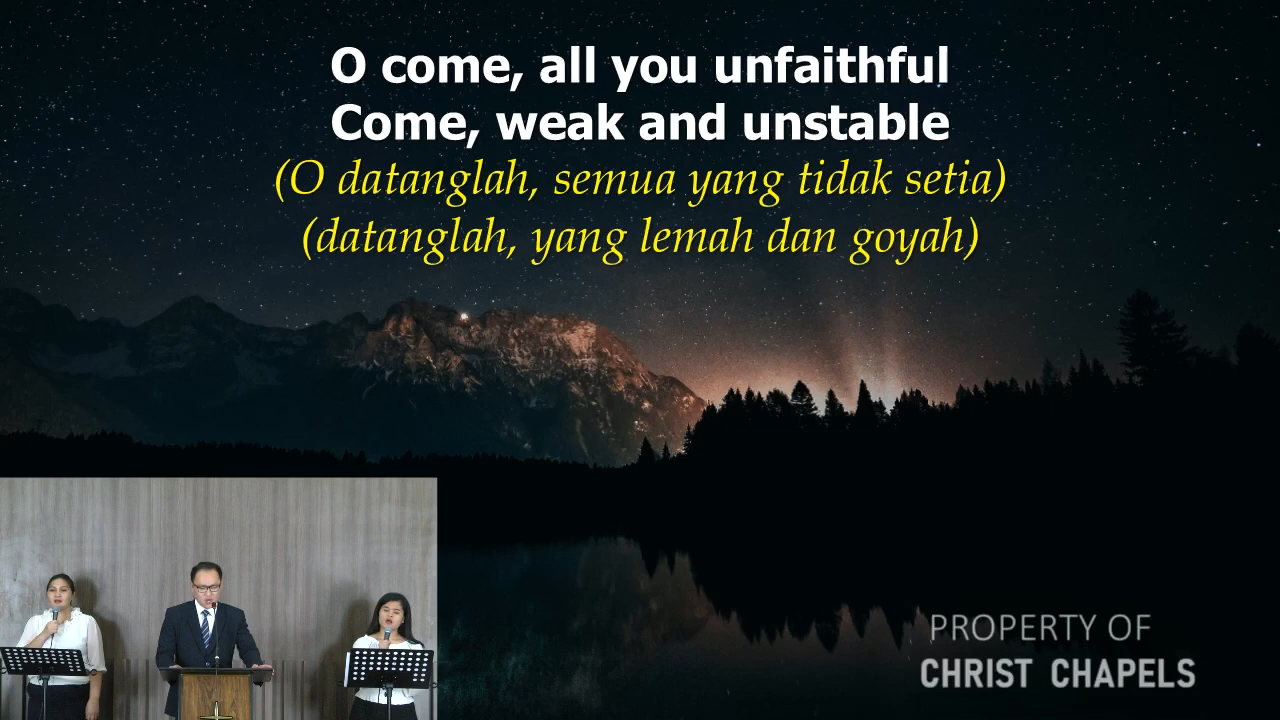 O come, all you unfaithful
Come, weak and unstable
(O datanglah, semua yang tidak setia)
(datanglah, yang lemah dan goyah)
PROPERTY OF
CHRIST CHAPELS